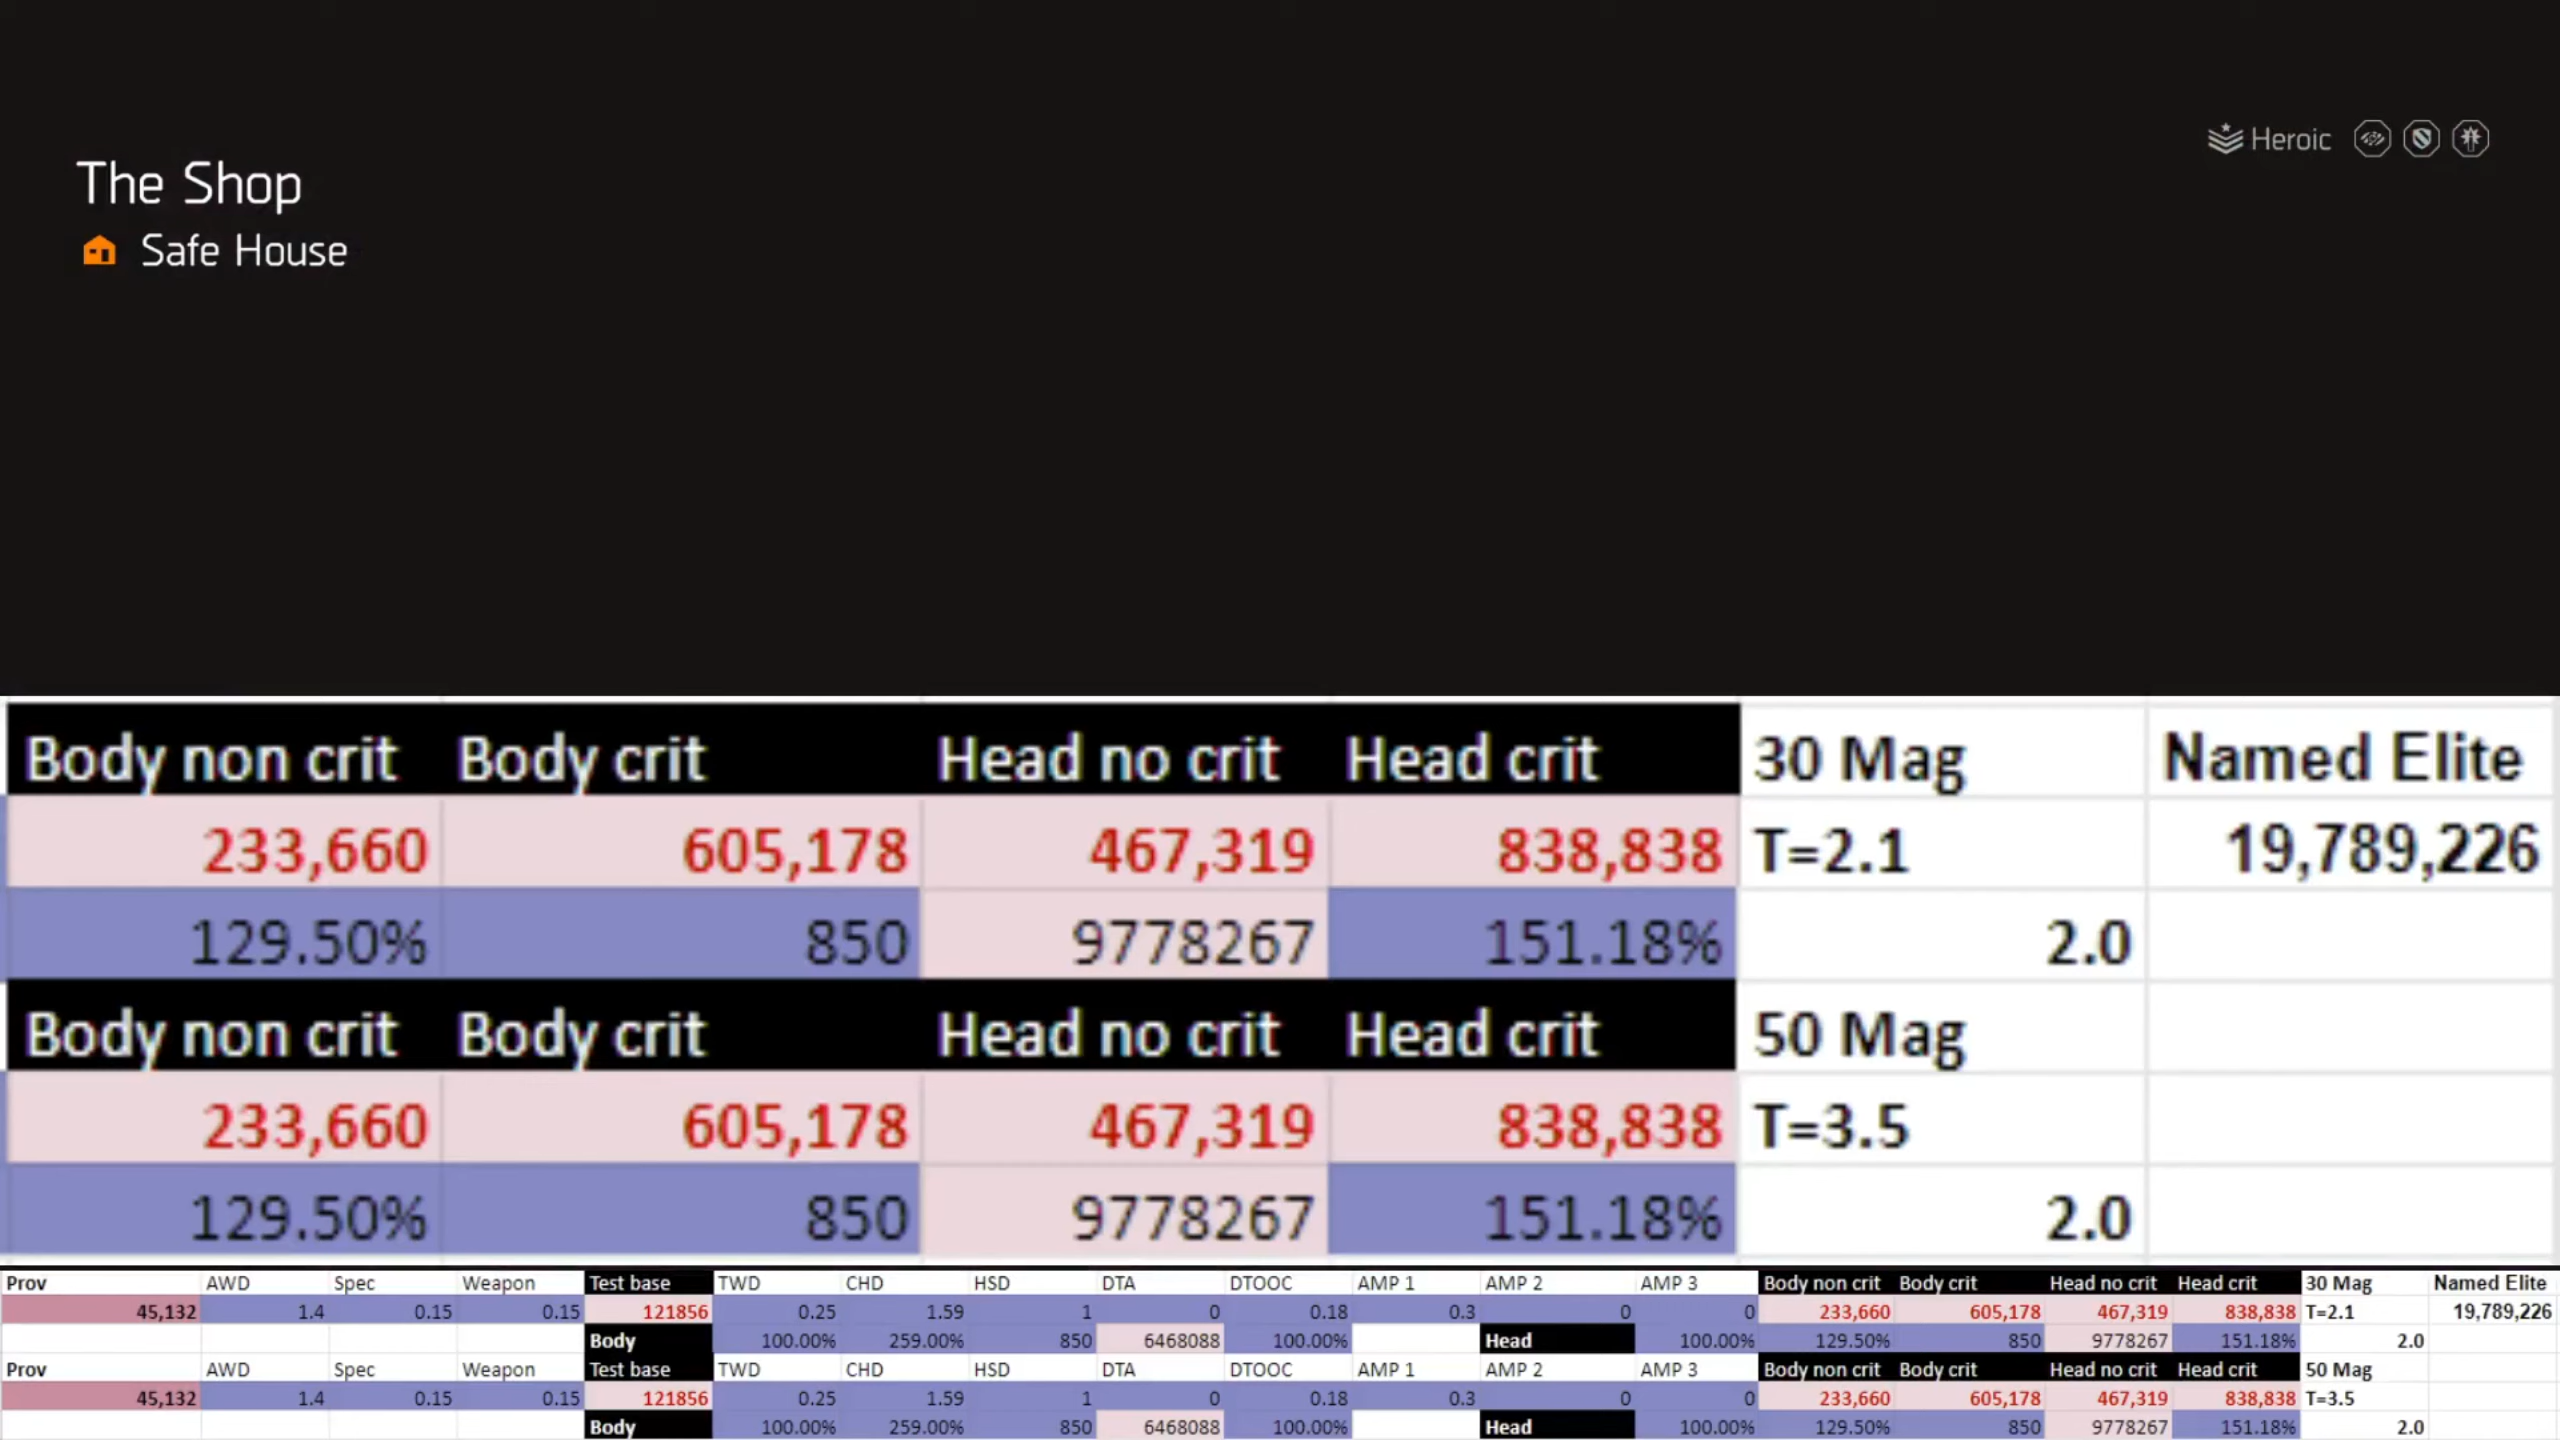 Heroic
The Shop
Safe House
Body non crit Body crit Head no crit Head crit 30 Mag Named Elite
233,660 605,178 467,319 838,838 T=2.1 19,789,226
129.50% 850 9778267 151.18% 2.0
Body non crit Body crit Head no crit Head crit 50 Mag
233,660 605,178 467,319 838,838 T=3.5
129.50% 850 9778267 151.18% 2.0
Prov AWD Spec Weapon Test base TWD CHD HSD DTA DTOOC AMP 1 AMP 2 AMP 3 Body non crit Body crit Head no crit Head crit 30 Mag Named Elite
45,132 1.4 0.15 0.15 121856 0.25 1.59 1 0 0.18 0.3 0 0 233,660 605,178 467,319 838,838 T=2.1 19,789,226
Body 100.00% 259.00% 850 6468088 100.00% Head 100.00% 129.50% 850 9778267 151.18% 2.0
Prov AWD Spec Weapon Test base TWD CHD HSD DTA DTOOC AMP 1 AMP 2 AMP 3 Body non crit Body crit Head no crit Head crit 50 Mag
45,132 1.4 0.15 0.15 121856 0.25 1.59 1 0 0.18 0.3 0 0 233,660 605,178 467,319 838,838 T=3.5
Body 100.00% 259.00% 850 6468088 100.00% Head 100.00% 129.50% 850 9778267 151.18% 2.0